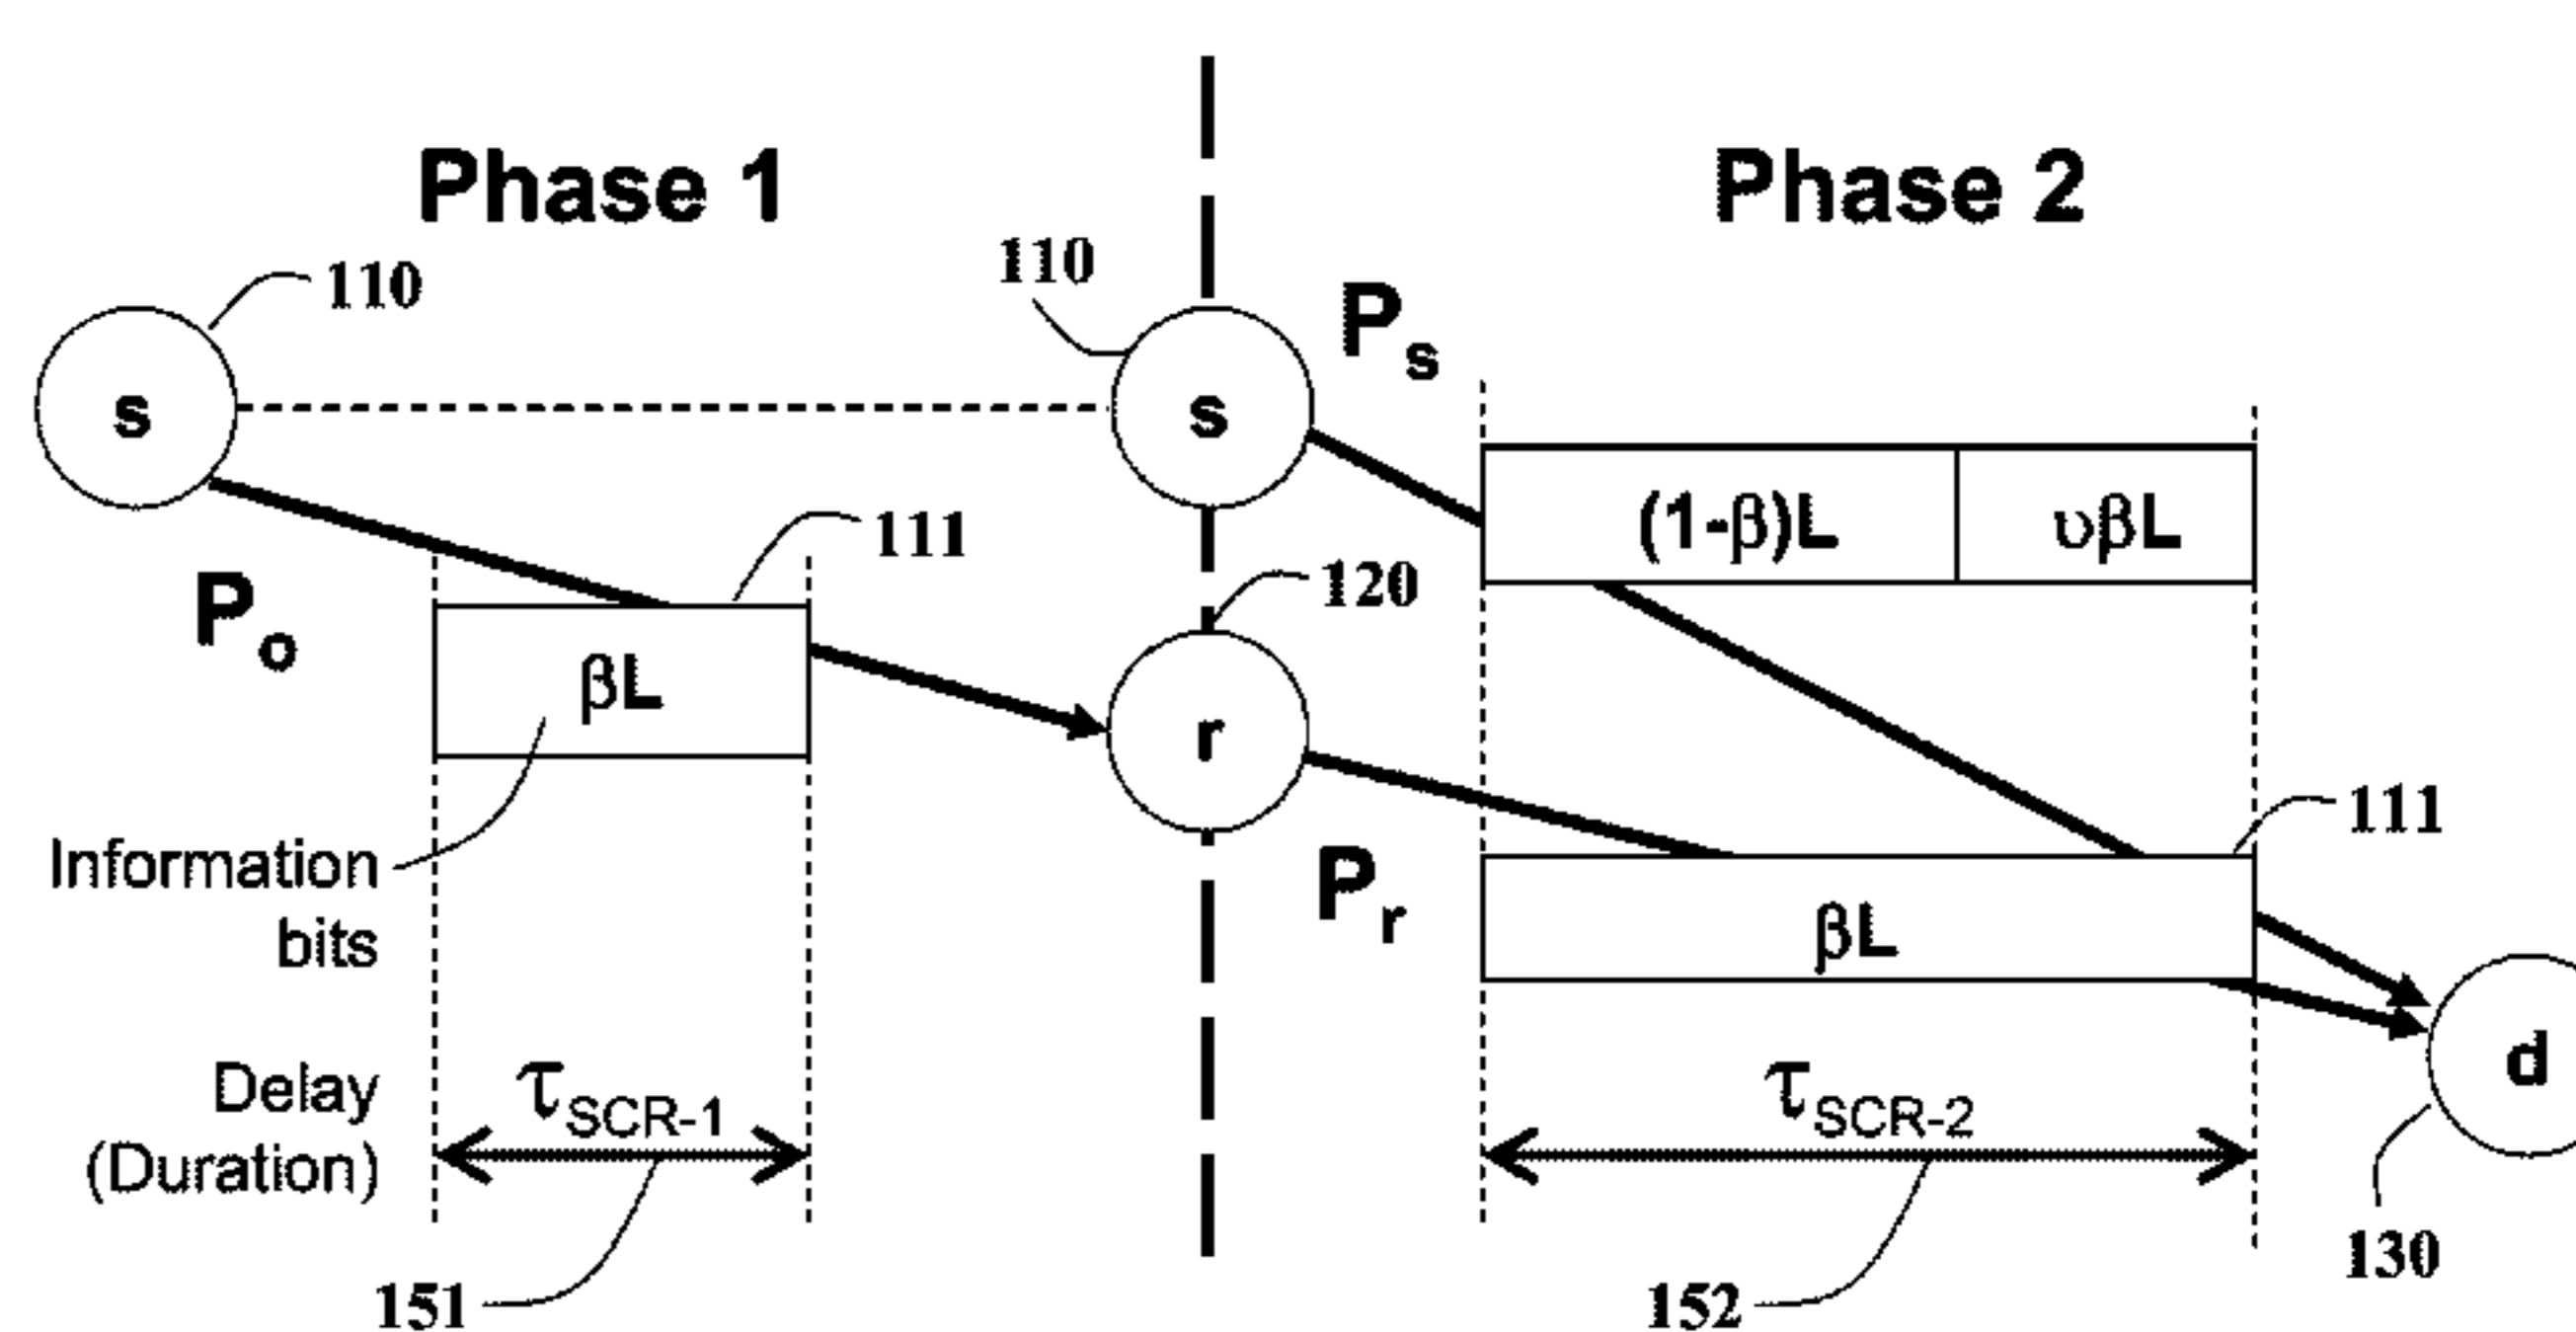 Phase 1
Phase 2
110
110
Ps
s
s
(1-β)L
υβL
111
120
Po
βL
r
111
Information
bits
Pr
βL
d
Delay
(Duration)
τSCR-1
τSCR-2
130
151
152